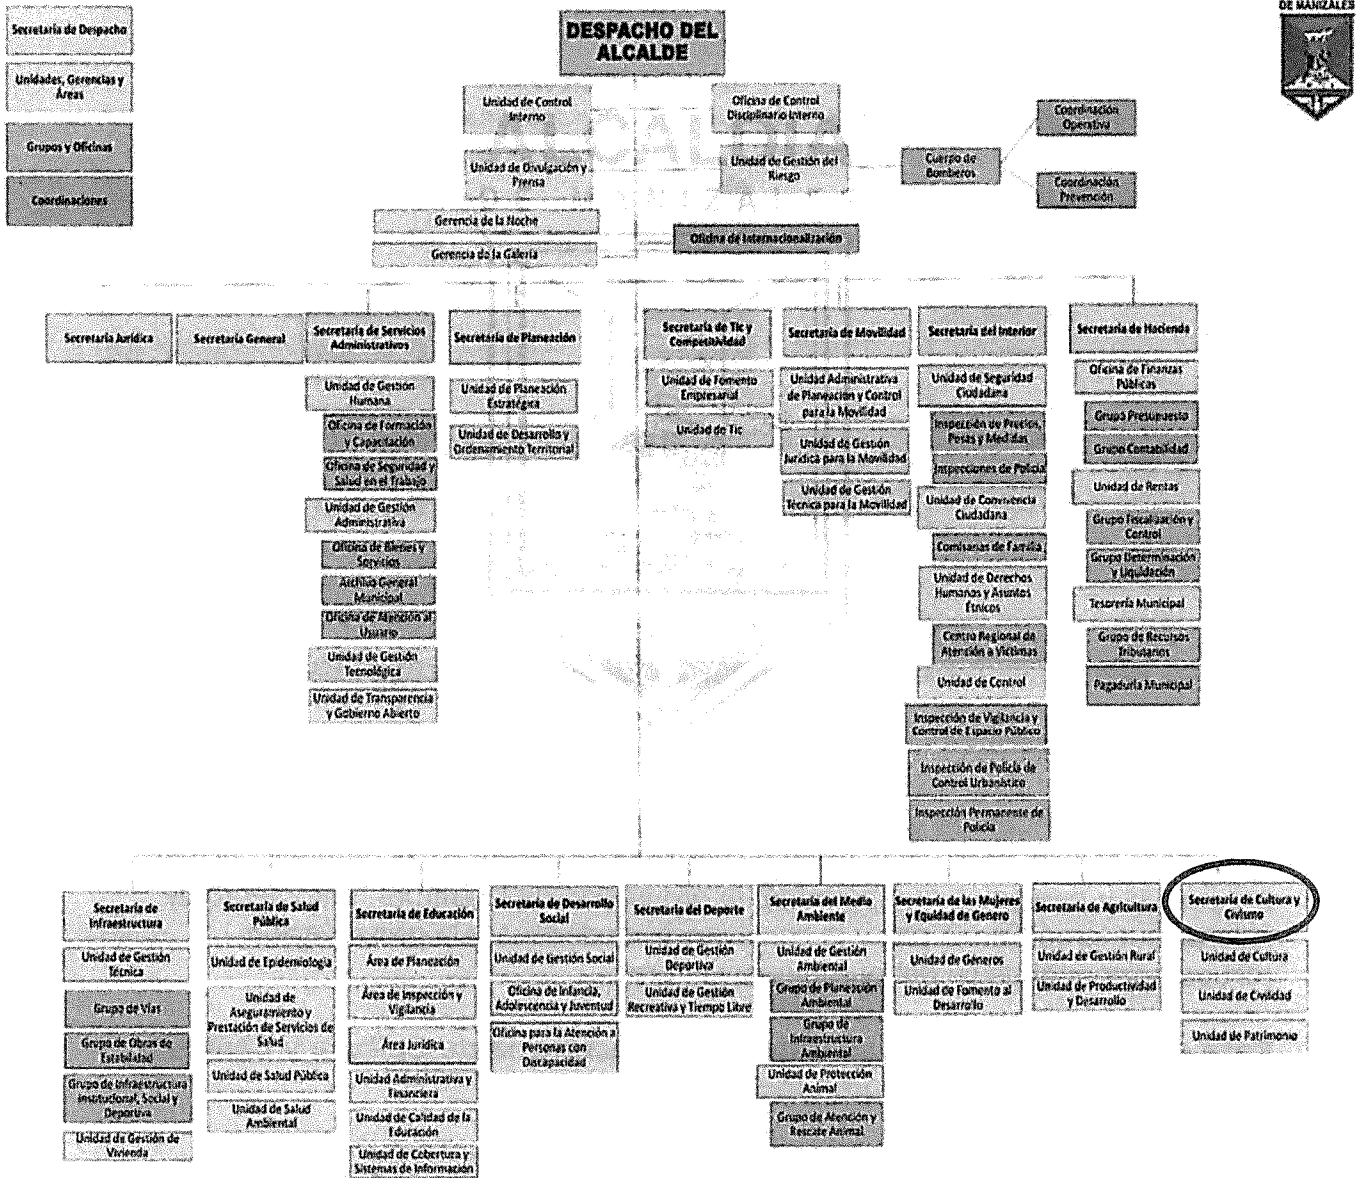 Secretaría de Despacho
Unidades, Gerencias y
Áreas
Grupos y Oficinas
Coordinaciones
DESPACHO DEL
ALCALDE
DE MANIZALES
Unidad de Control
Interno
Oficina de Control
Disciplinario Interno
Unidad de Divulgación y
Prensa
Unidad de Gestión del
Riesgo
Cuerpo de
Bomberos
Coordinación
Operativa
Coordinación
Prevención
Gerencia de la Noche
Gerencia de la Galería
Oficina de Internacionalización
Secretaría Jurídica
Secretaría General
Secretaría de Servicios
Administrativos
Unidad de Gestión
Humana
Oficina de Formación
y Capacitación
Oficina de Seguridad y
Salud en el Trabajo
Unidad de Gestión
Administrativa
Oficina de Bienes y
Servicios
Archivo General
Municipal
Oficina de Atención al
Usuario
Unidad de Gestión
Tecnológica
Unidad de Transparencia
y Gobierno Abierto
Secretaría de Planeación
Unidad de Planeación
Estratégica
Unidad de Desarrollo y
Ordenamiento Territorial
Secretaría de Tic y
Competitividad
Unidad de Fomento
Empresarial
Unidad de Tic
Secretaría de Movilidad
Unidad Administrativa
de Planeación y Control
para la Movilidad
Unidad de Gestión
Jurídica para la Movilidad
Unidad de Gestión
Técnica para la Movilidad
Secretaría del Interior
Unidad de Seguridad
Ciudadana
Inspección de Precios,
Pesas y Medidas
Inspecciones de Policía
Unidad de Convivencia
Ciudadana
Comisarías de Familia
Unidad de Derechos
Humanos y Asuntos
Étnicos
Centro Regional de
Atención a Víctimas
Unidad de Control
Inspección de Vigilancia y
Control de Espacio Público
Inspección de Policía de
Control Urbanístico
Inspección Permanente de
Policía
Secretaría de Hacienda
Oficina de Finanzas
Públicas
Grupo Presupuesto
Grupo Contabilidad
Unidad de Rentas
Grupo Fiscalización y
Control
Grupo Determinación
y Liquidación
Tesorería Municipal
Grupo de Recursos
Tributarios
Pagaduría Municipal
Secretaría de
Infraestructura
Unidad de Gestión
Técnica
Grupo de Vías
Grupo de Obras de
Estabilidad
Grupo de Infraestructura
Institucional, Social y
Deportiva
Unidad de Gestión de
Vivienda
Secretaría de Salud
Pública
Unidad de Epidemiología
Unidad de
Aseguramiento y
Prestación de Servicios de
Salud
Unidad de Salud Pública
Unidad de Salud
Ambiental
Secretaría de Educación
Área de Planeación
Área de Inspección y
Vigilancia
Área Jurídica
Unidad Administrativa y
Financiera
Unidad de Calidad de la
Educación
Unidad de Cobertura y
Sistemas de Información
Secretaría de Desarrollo
Social
Unidad de Gestión Social
Oficina de Infancia,
Adolescencia y Juventud
Oficina para la Atención a
Personas con
Discapacidad
Secretaría del Deporte
Unidad de Gestión
Deportiva
Unidad de Gestión
Recreativa y Tiempo Libre
Secretaría del Medio
Ambiente
Unidad de Gestión
Ambiental
Grupo de Planeación
Ambiental
Grupo de
Infraestructura
Ambiental
Unidad de Protección
Animal
Grupo de Atención y
Rescate Animal
Secretaría de las Mujeres
y Equidad de Genero
Unidad de Géneros
Unidad de Fomento al
Desarrollo
Secretaría de Agricultura
Unidad de Gestión Rural
Unidad de Productividad
y Desarrollo
Secretaría de Cultura y
Civismo
Unidad de Cultura
Unidad de Civilidad
Unidad de Patrimonio